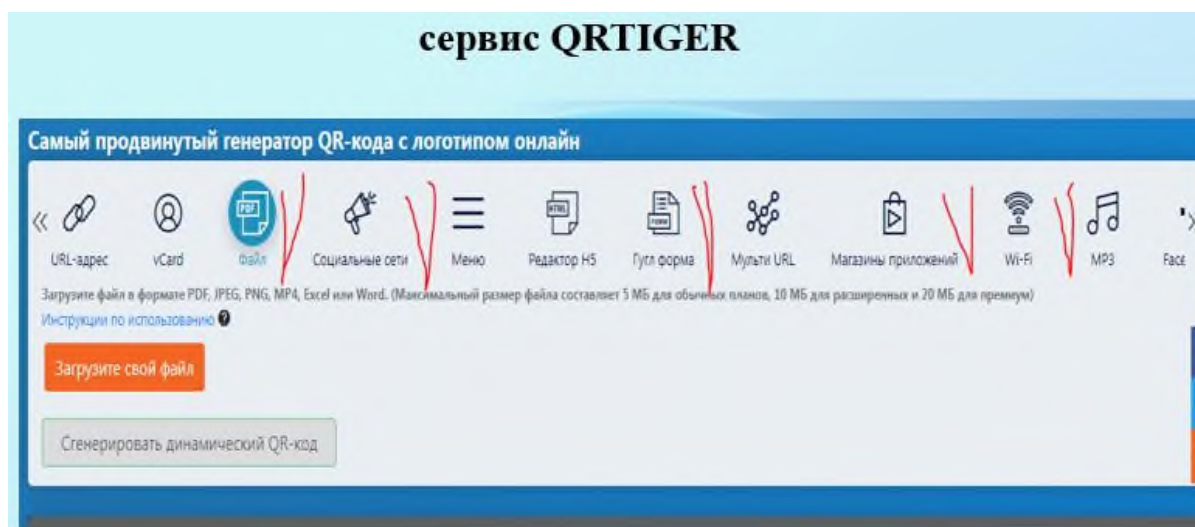 сервис QRTIGER
Самый продвинутый генератор QR-кода с логотипом онлайн
PDF HTML FORM
URL-адрес vCard Файл Социальные сети Меню Редактор H5 Гугл форма Мульти URL Магазины приложений Wi-Fi MP3 Face
Загрузите файл в формате PDF, JPEG, PNG, MP4, Excel или Word. (Максимальный размер файла составляет 5 МБ для обычных планов, 10 МБ для расширенных и 20 МБ для премиум)
Инструкции по использованию ?
Загрузите свой файл
Сгенерировать динамический QR-код